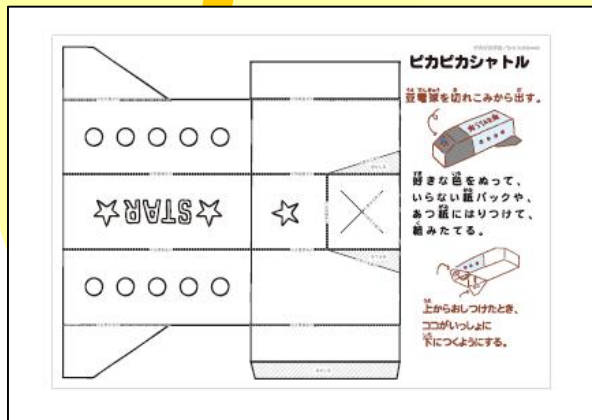 ピカピカシャトル
豆電球を切れこみから出す。
好きな色をぬって、
いらない紙パックや、
あつ紙にはりつけて、
組みたてる。
☆STAR☆
上からおしつけたとき、
ココがいっしょに
下につくようにする。